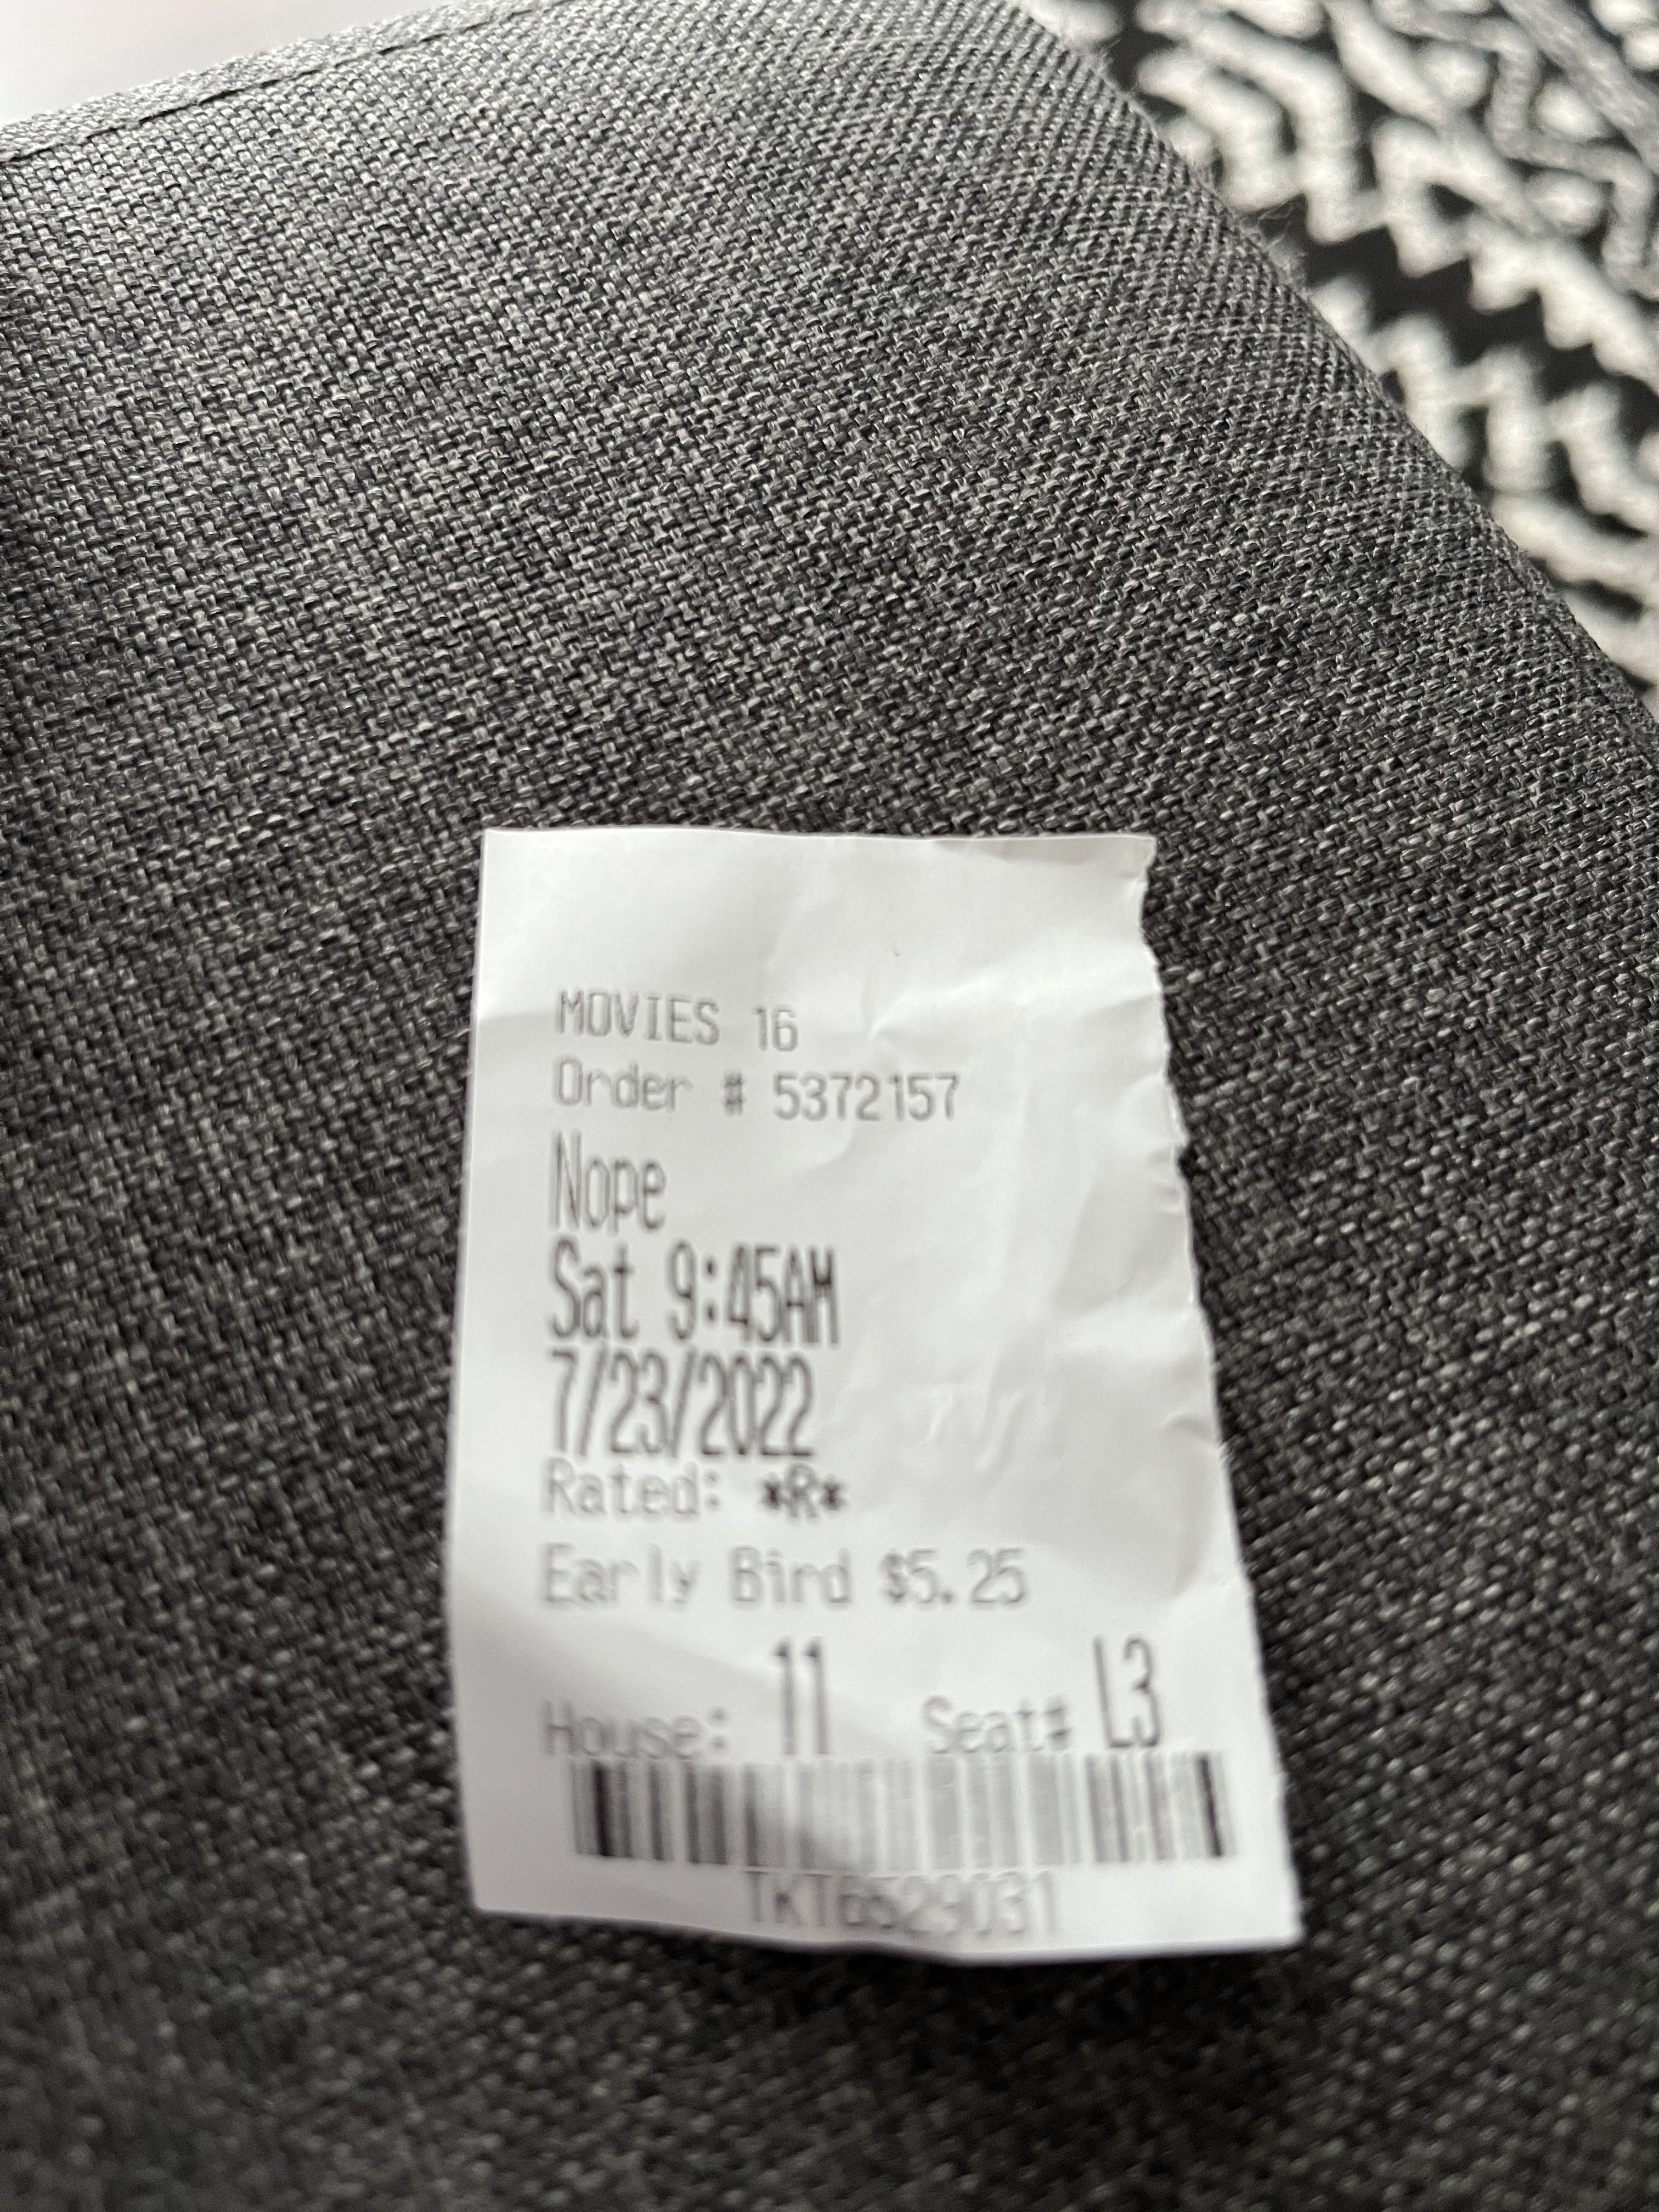 MOVIES 16
Order # 5372157
Nope
Sat 9:45AM
7/23/2022
Rated: *R*
Early Bird $5.25
House: 11 Seat# L3
TKT6529031